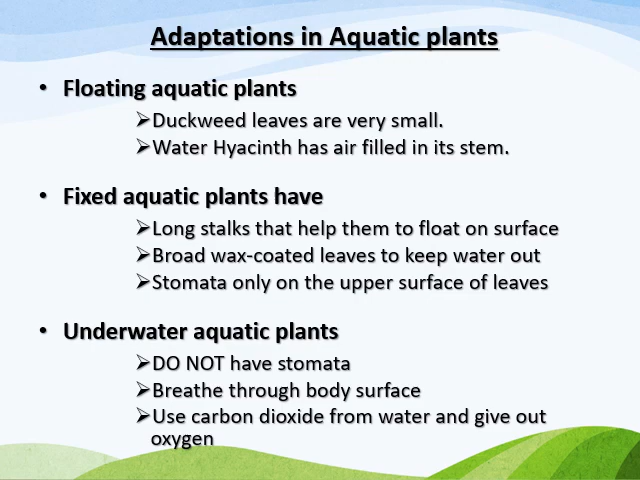 Adaptations in Aquatic plants
• Floating aquatic plants
➢Duckweed leaves are very small.
➢Water Hyacinth has air filled in its stem.
• Fixed aquatic plants have
➢Long stalks that help them to float on surface
➢Broad wax-coated leaves to keep water out
➢Stomata only on the upper surface of leaves
• Underwater aquatic plants
➢DO NOT have stomata
➢Breathe through body surface
➢Use carbon dioxide from water and give out
oxygen